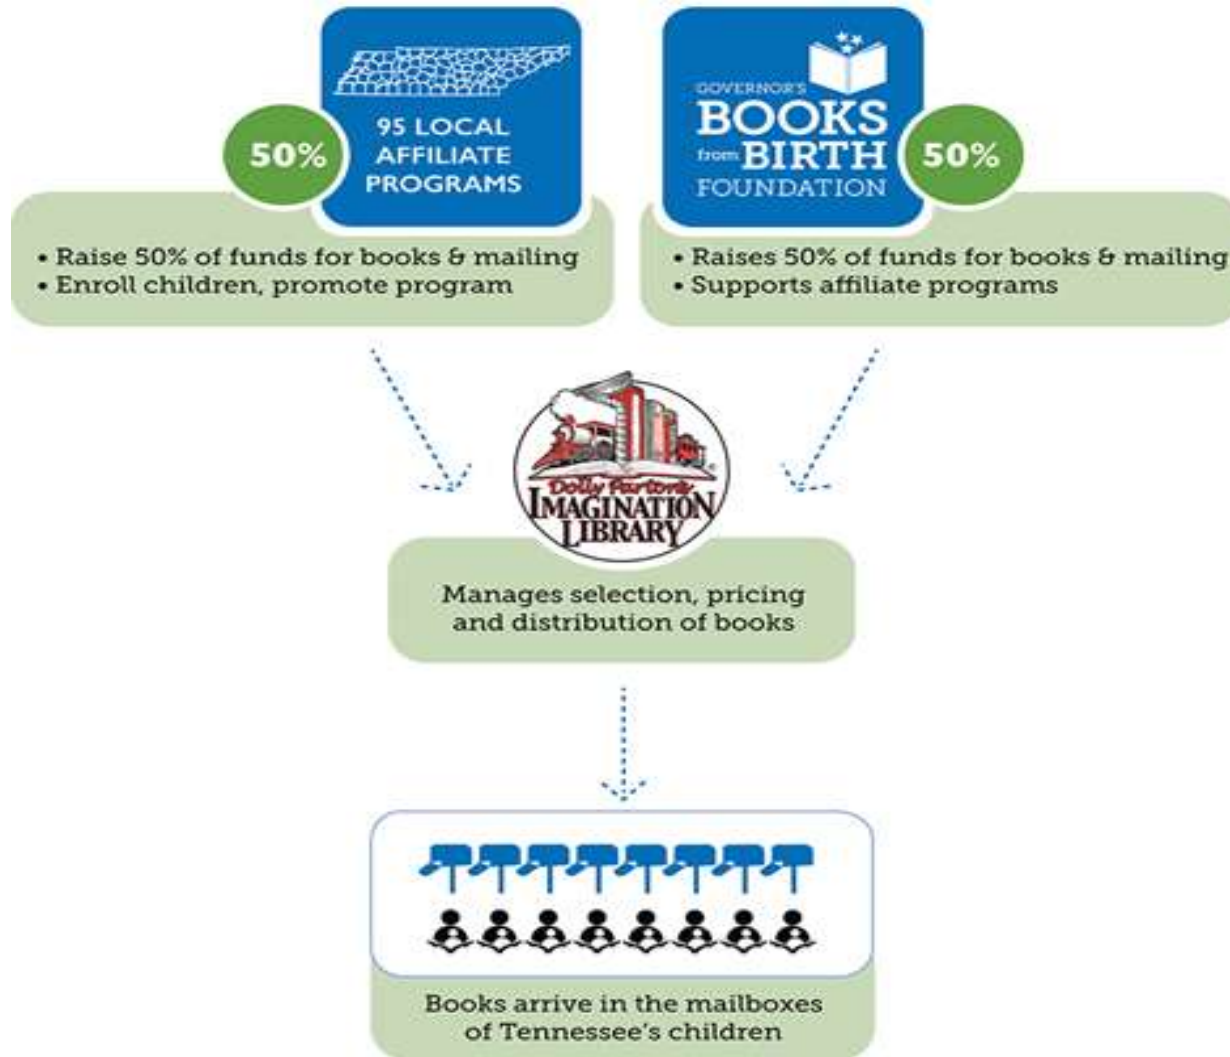 95 LOCAL
AFFILIATE
PROGRAMS
50%
• Raise 50% of funds for books & mailing
• Enroll children, promote program
GOVERNOR'S
BOOKS
from BIRTH
FOUNDATION
50%
• Raises 50% of funds for books & mailing
• Supports affiliate programs
Dolly Parton's
IMAGINATION
LIBRARY
Manages selection, pricing
and distribution of books
Books arrive in the mailboxes
of Tennessee's children